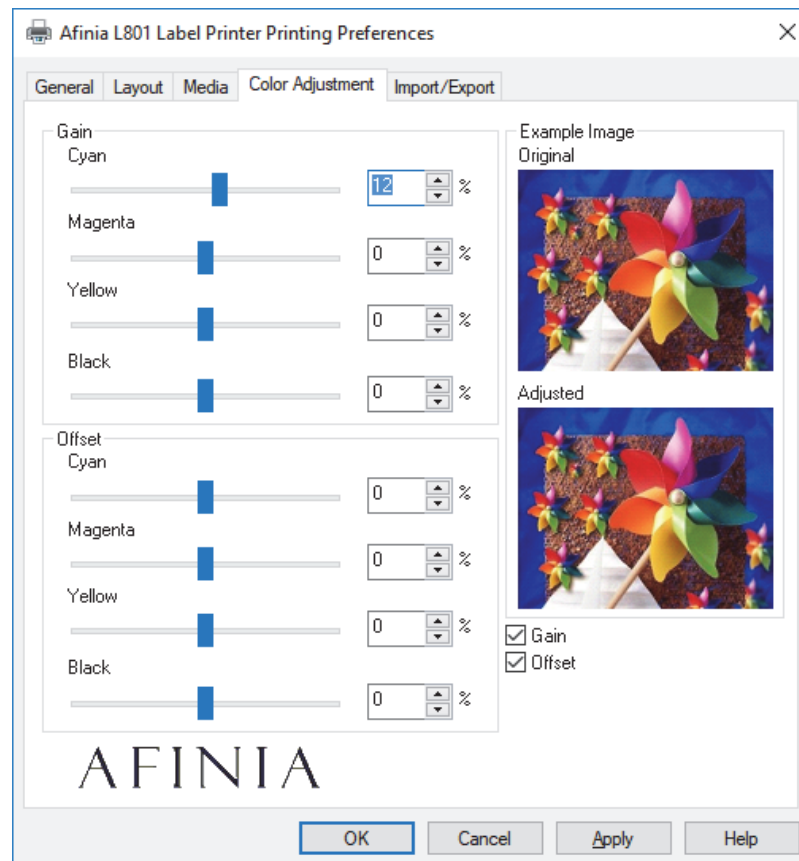 Afinia L801 Label Printer Printing Preferences
General Layout Media Color Adjustment Import/Export
Gain
Cyan
12 %
Magenta
0 %
Yellow
0 %
Black
0 %
Offset
Cyan
0 %
Magenta
0 %
Yellow
0 %
Black
0 %
Example Image
Original
Adjusted
Gain
Offset
AFINIA
OK Cancel Apply Help